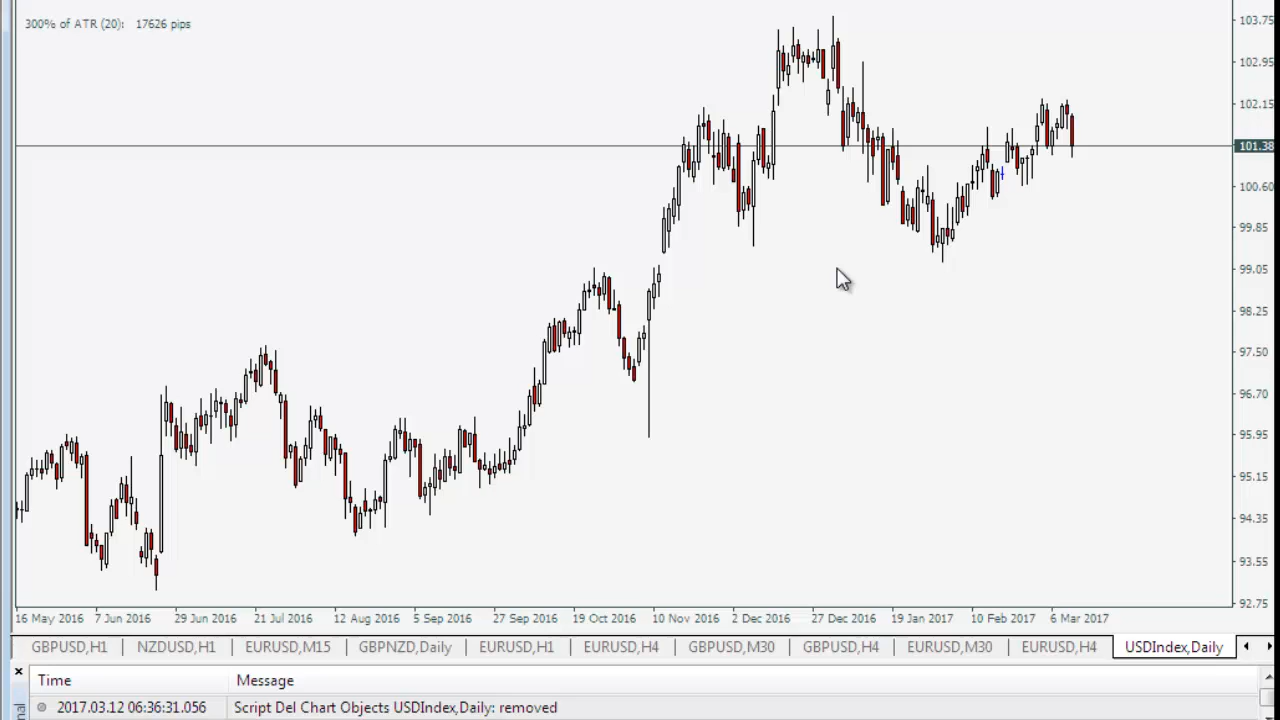 300% of ATR (20): 17626 pips
103.75
102.95
102.15
101.38
100.60
99.85
99.05
98.25
97.50
96.70
95.95
95.15
94.35
93.55
92.75
16 May 2016 7 Jun 2016 29 Jun 2016 21 Jul 2016 12 Aug 2016 5 Sep 2016 27 Sep 2016 19 Oct 2016 10 Nov 2016 2 Dec 2016 27 Dec 2016 19 Jan 2017 10 Feb 2017 6 Mar 2017
GBPUSD,H1 NZDUSD,H1 EURUSD,M15 GBPNZD,Daily EURUSD,H1 EURUSD,H4 GBPUSD,M30 GBPUSD,H4 EURUSD,M30 EURUSD,H4 USDIndex,Daily
Time Message
2017.03.12 06:36:31.056 Script Del Chart Objects USDIndex,Daily: removed
nal